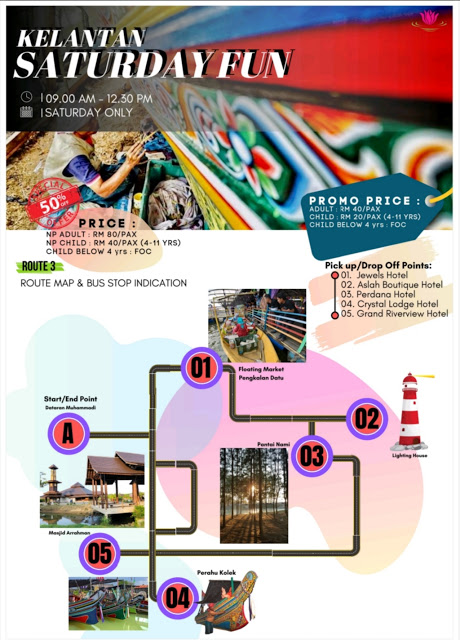 KELANTAN
SATURDAY FUN
| 09.00 AM - 12.30 PM
| SATURDAY ONLY
50%
OFF
PRICE :
NP ADULT : RM 80/PAX
NP CHILD : RM 40/PAX (4-11 YRS)
CHILD BELOW 4 yrs : FOC
PROMO PRICE :
ADULT : RM 40/PAX
CHILD : RM 20/PAX (4-11 YRS)
CHILD BELOW 4 yrs : FOC
ROUTE 3
ROUTE MAP & BUS STOP INDICATION
Pick up/Drop Off Points:
01. Jewels Hotel
02. Aslah Boutique Hotel
03. Perdana Hotel
04. Crystal Lodge Hotel
05. Grand Riverview Hotel
01
Floating Market
Pengkalan Datu
Start/End Point
Dataran Muhammadi
A
02
Lighting House
Pantai Nami
03
Masjid Arrahman
05
04
Perahu Kolek